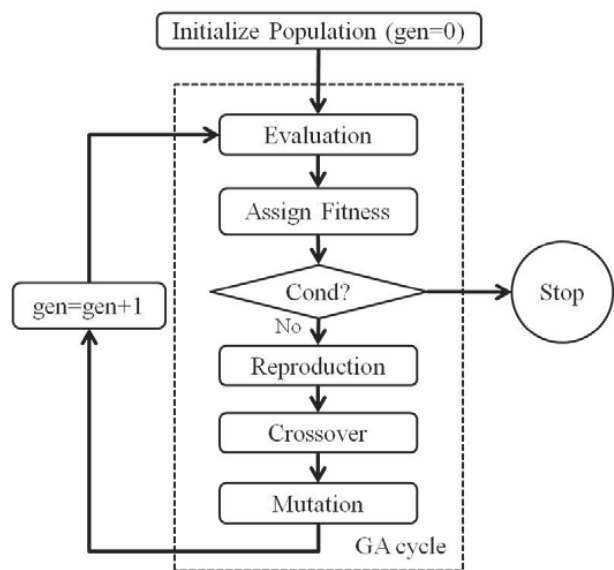 Initialize Population (gen=0)
Evaluation
Assign Fitness
Cond?
Stop
gen=gen+1
No
Reproduction
Crossover
Mutation
GA cycle